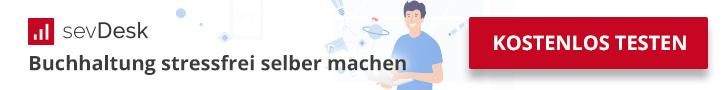 sevDesk
Buchhaltung stressfrei selber machen
KOSTENLOS TESTEN